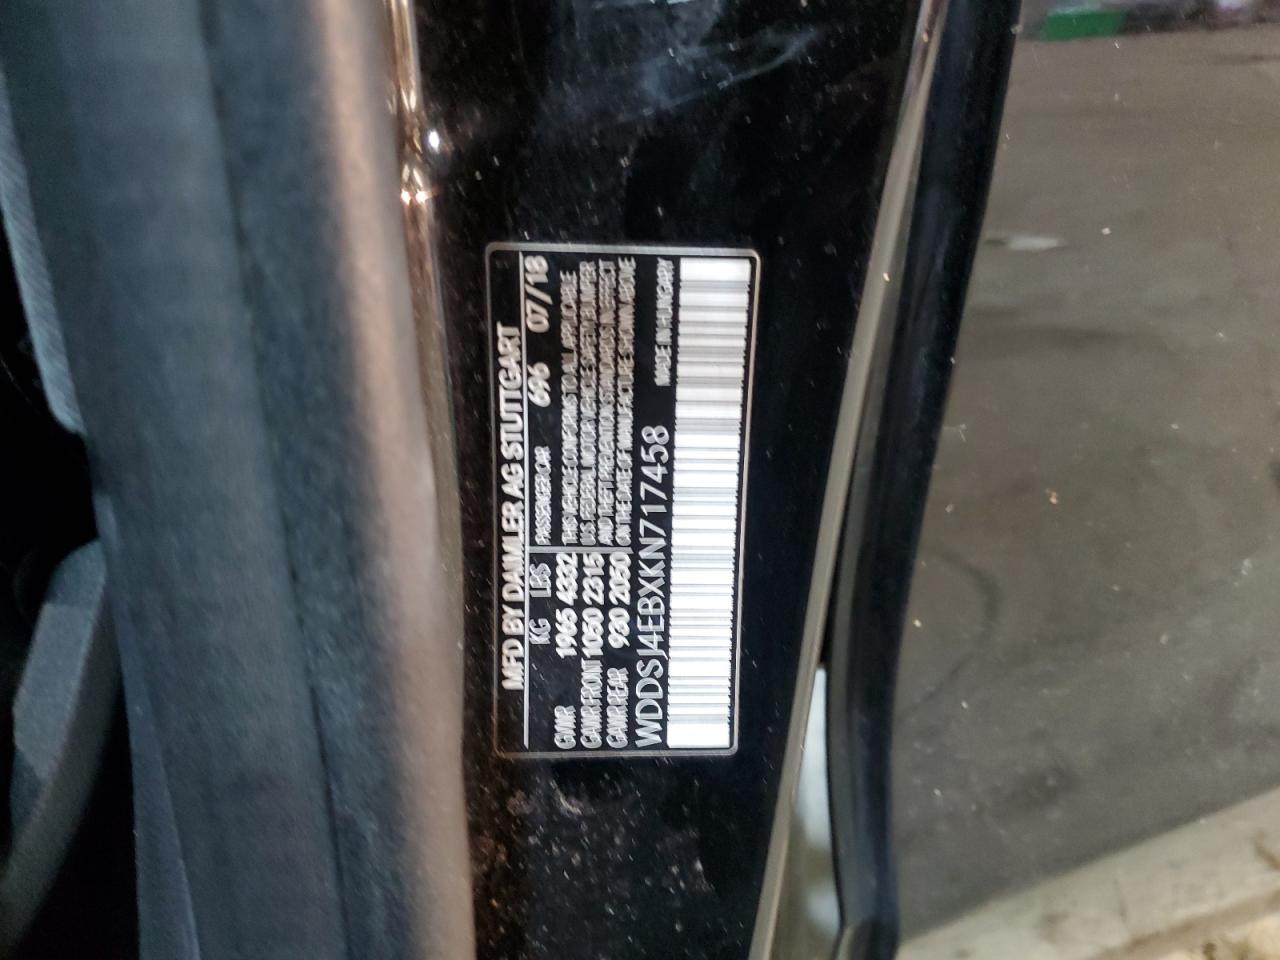 MFD BY DAIMLER AG STUTTGART
KG LBS PASSENGER CAR 696 07/18
GVWR 1965 4332 THIS VEHICLE CONFORMS TO ALL APPLICABLE
GAWR FRONT 1050 2315 U.S. FEDERAL MOTOR VEHICLE SAFETY, BUMPER
AND THEFT PREVENTION STANDARDS IN EFFECT
GAWR REAR 930 2050 ON THE DATE OF MANUFACTURE SHOWN ABOVE
WDDSJ4EBXKN717458 MADE IN HUNGARY